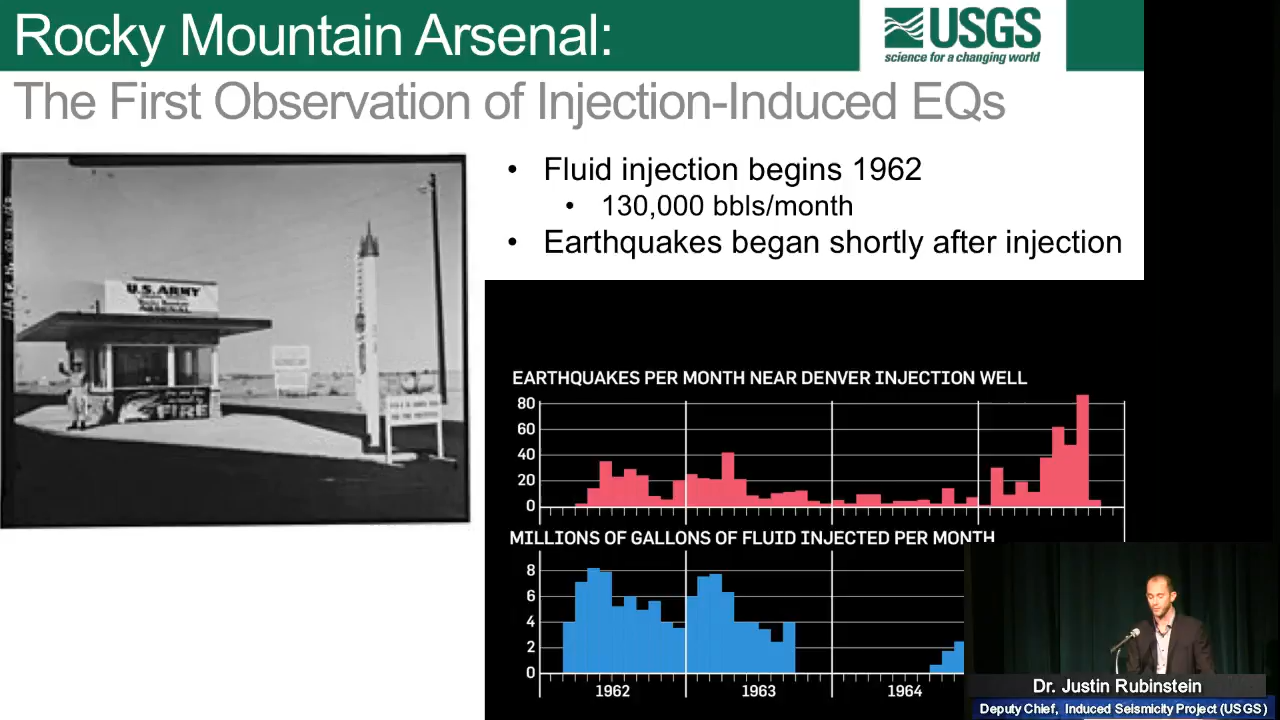 Rocky Mountain Arsenal:
USGS
science for a changing world
The First Observation of Injection-Induced EQs
• Fluid injection begins 1962
• 130,000 bbls/month
• Earthquakes began shortly after injection
U.S. ARMY
ARSENAL
FIRE
EARTHQUAKES PER MONTH NEAR DENVER INJECTION WELL
80
60
40
20
0
MILLIONS OF GALLONS OF FLUID INJECTED PER MONTH
8
6
4
2
0
1962 1963 1964
Dr. Justin Rubinstein
Deputy Chief, Induced Seismicity Project (USGS)